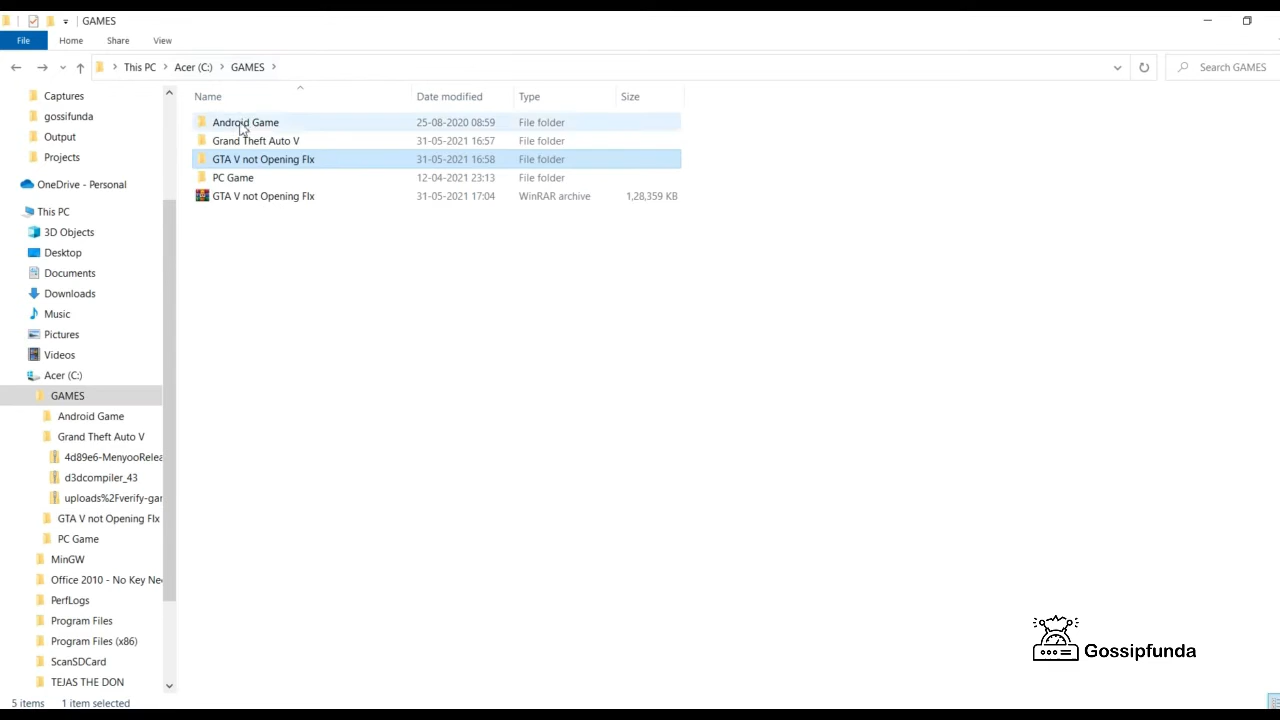 GAMES
File Home Share View
This PC Acer (C:) GAMES Search GAMES
Name Date modified Type Size
Android Game 25-08-2020 08:59 File folder
Grand Theft Auto V 31-05-2021 16:57 File folder
GTA V not Opening FIx 31-05-2021 16:58 File folder
PC Game 12-04-2021 23:13 File folder
GTA V not Opening FIx 31-05-2021 17:04 WinRAR archive 1,28,359 KB
Captures
gossifunda
Output
Projects
OneDrive - Personal
This PC
3D Objects
Desktop
Documents
Downloads
Music
Pictures
Videos
Acer (C:)
GAMES
Android Game
Grand Theft Auto V
4d89e6-MenyooRelea
d3dcompiler_43
uploads%2Fverify-gar
GTA V not Opening FIx
PC Game
MinGW
Office 2010 - No Key Nee
PerfLogs
Program Files
Program Files (x86)
ScanSDCard
TEJAS THE DON
Gossipfunda
5 items 1 item selected